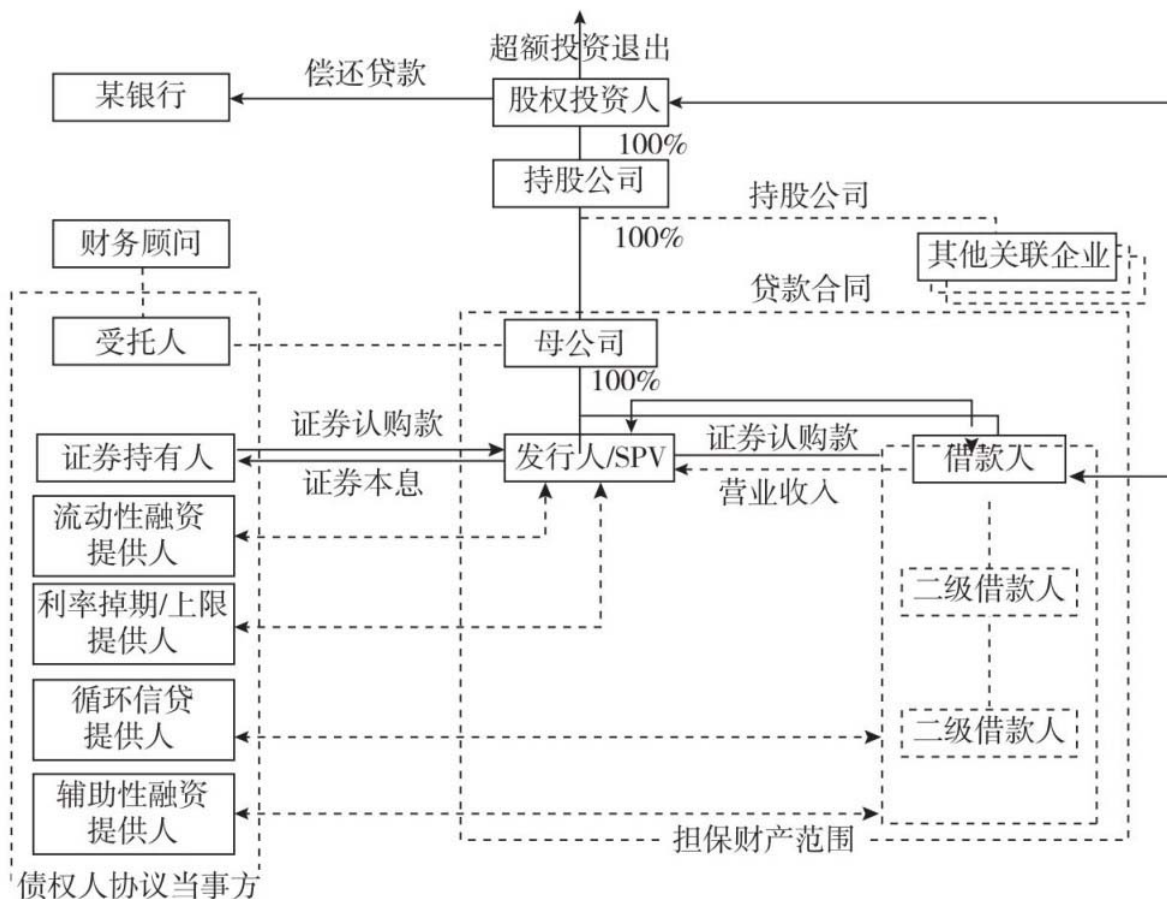 超额投资退出
某银行
偿还贷款
股权投资人
100%
持股公司
持股公司
100%
财务顾问
其他关联企业
贷款合同
受托人
母公司
100%
证券认购款
证券认购款
证券持有人
发行人/SPV
借款人
证券本息
营业收入
流动性融资
提供人
利率掉期/上限
提供人
二级借款人
循环信贷
提供人
二级借款人
辅助性融资
提供人
担保财产范围
债权人协议当事方